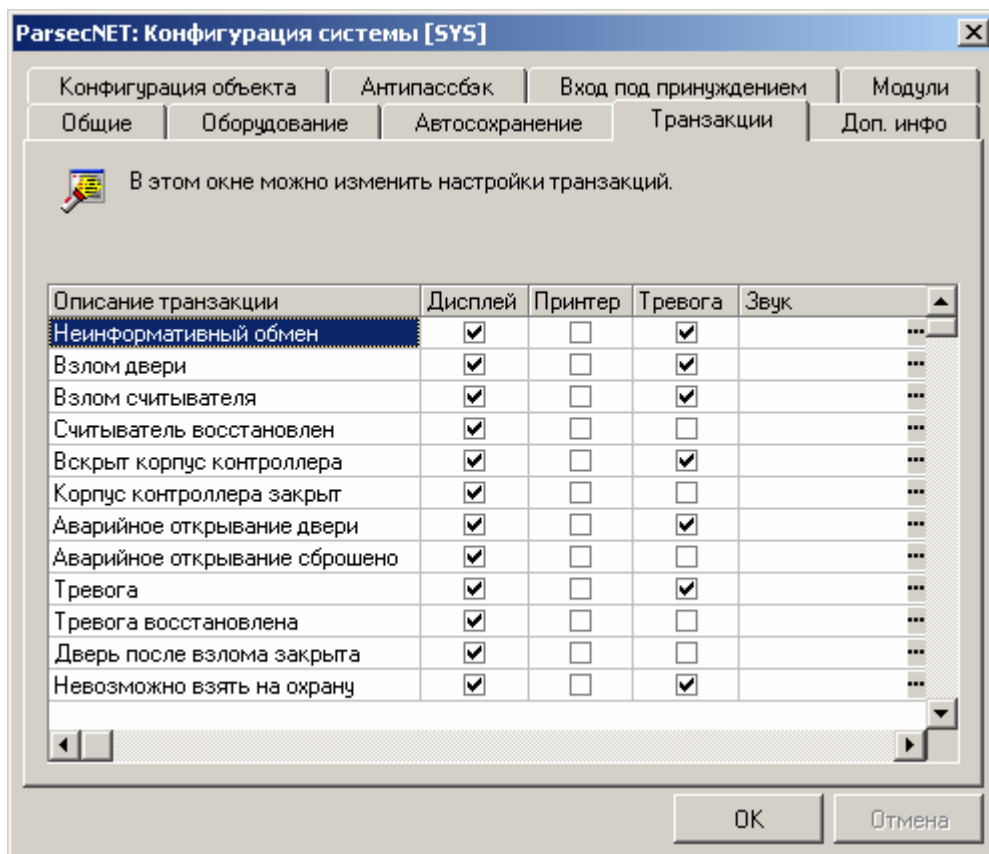 ParsecNET: Конфигурация системы [SYS]
Конфигурация объекта Антипассбэк Вход под принуждением Модули
Общие Оборудование Автосохранение Транзакции Доп. инфо
В этом окне можно изменить настройки транзакций.
Описание транзакции Дисплей Принтер Тревога Звук
Неинформативный обмен
Взлом двери
Взлом считывателя
Считыватель восстановлен
Вскрыт корпус контроллера
Корпус контроллера закрыт
Аварийное открывание двери
Аварийное открывание сброшено
Тревога
Тревога восстановлена
Дверь после взлома закрыта
Невозможно взять на охрану
OK Отмена